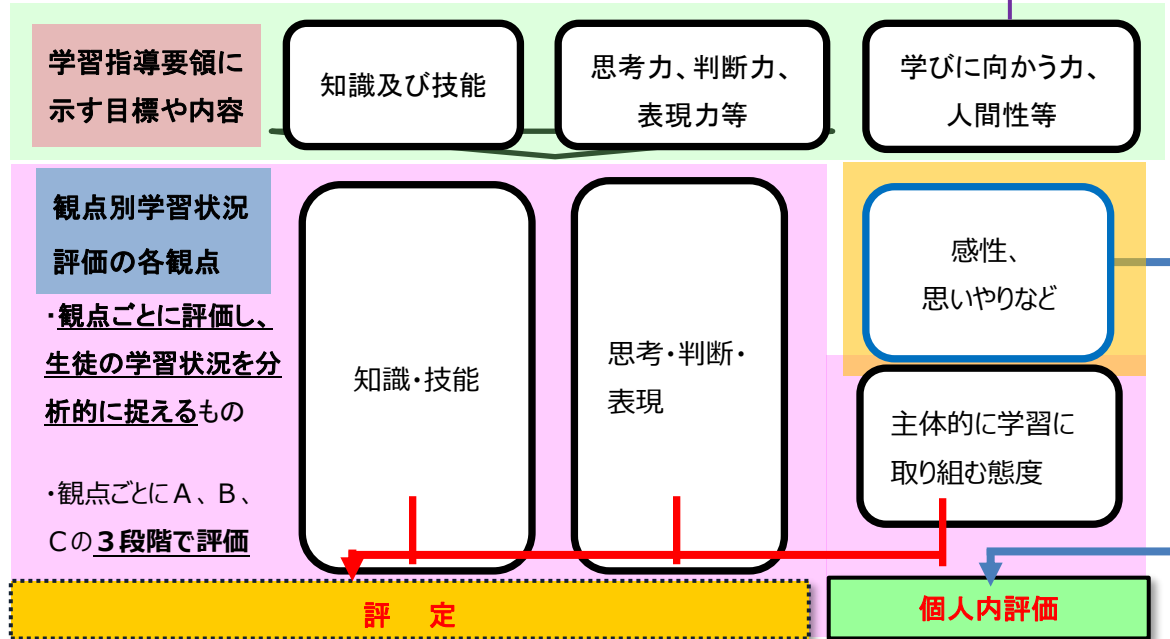 学習指導要領に
示す目標や内容
知識及び技能
思考力、判断力、
表現力等
学びに向かう力、
人間性等
観点別学習状況
評価の各観点
・観点ごとに評価し、
生徒の学習状況を分
析的に捉えるもの
・観点ごとにA、B、
Cの3段階で評価
知識・技能
思考・判断・
表現
感性、
思いやりなど
主体的に学習に
取り組む態度
評 定
個人内評価